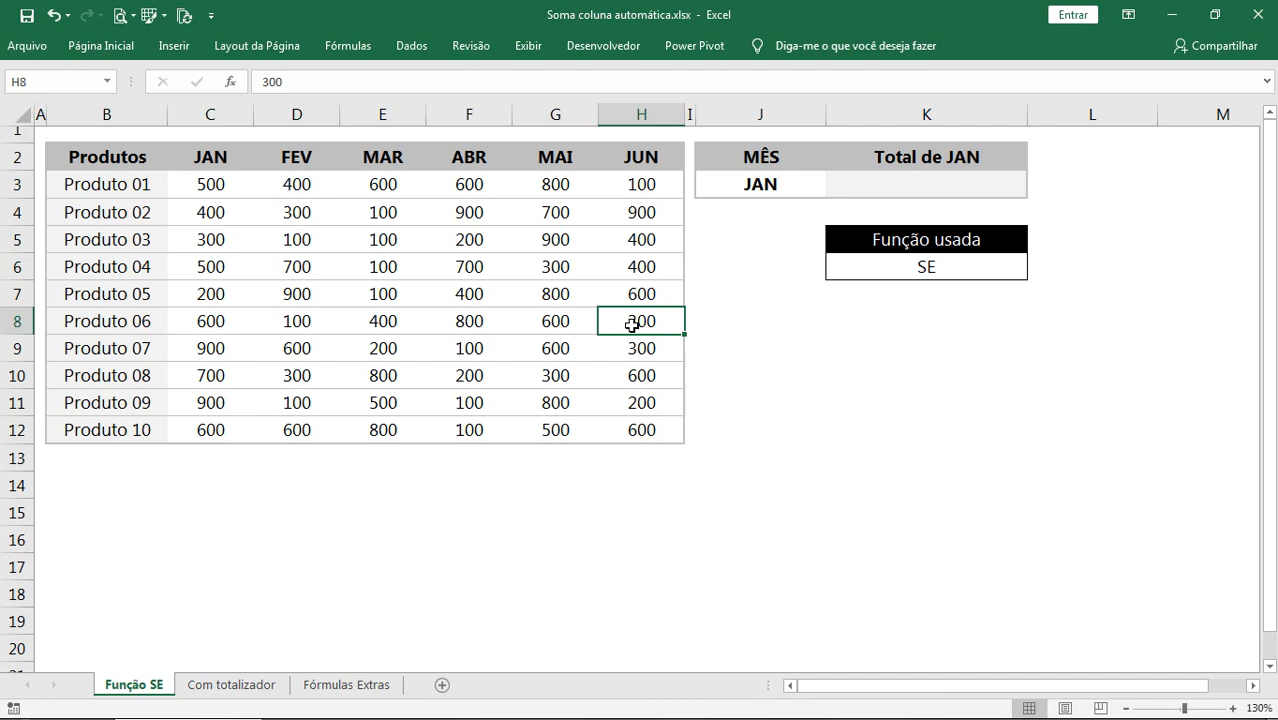 Soma coluna automática.xlsx - Excel
Entrar
Arquivo Página Inicial Inserir Layout da Página Fórmulas Dados Revisão Exibir Desenvolvedor Power Pivot Diga-me o que você deseja fazer Compartilhar
H8 fx 300
A B C D E F G H I J K L M
1
2 Produtos JAN FEV MAR ABR MAI JUN MÊS Total de JAN
3 Produto 01 500 400 600 600 800 100 JAN
4 Produto 02 400 300 100 900 700 900
5 Produto 03 300 100 100 200 900 400 Função usada
6 Produto 04 500 700 100 700 300 400 SE
7 Produto 05 200 900 100 400 800 600
8 Produto 06 600 100 400 800 600 300
9 Produto 07 900 600 200 100 600 300
10 Produto 08 700 300 800 200 300 600
11 Produto 09 900 100 500 100 800 200
12 Produto 10 600 600 800 100 500 600
13
14
15
16
17
18
19
20
21
Função SE Com totalizador Fórmulas Extras
130%